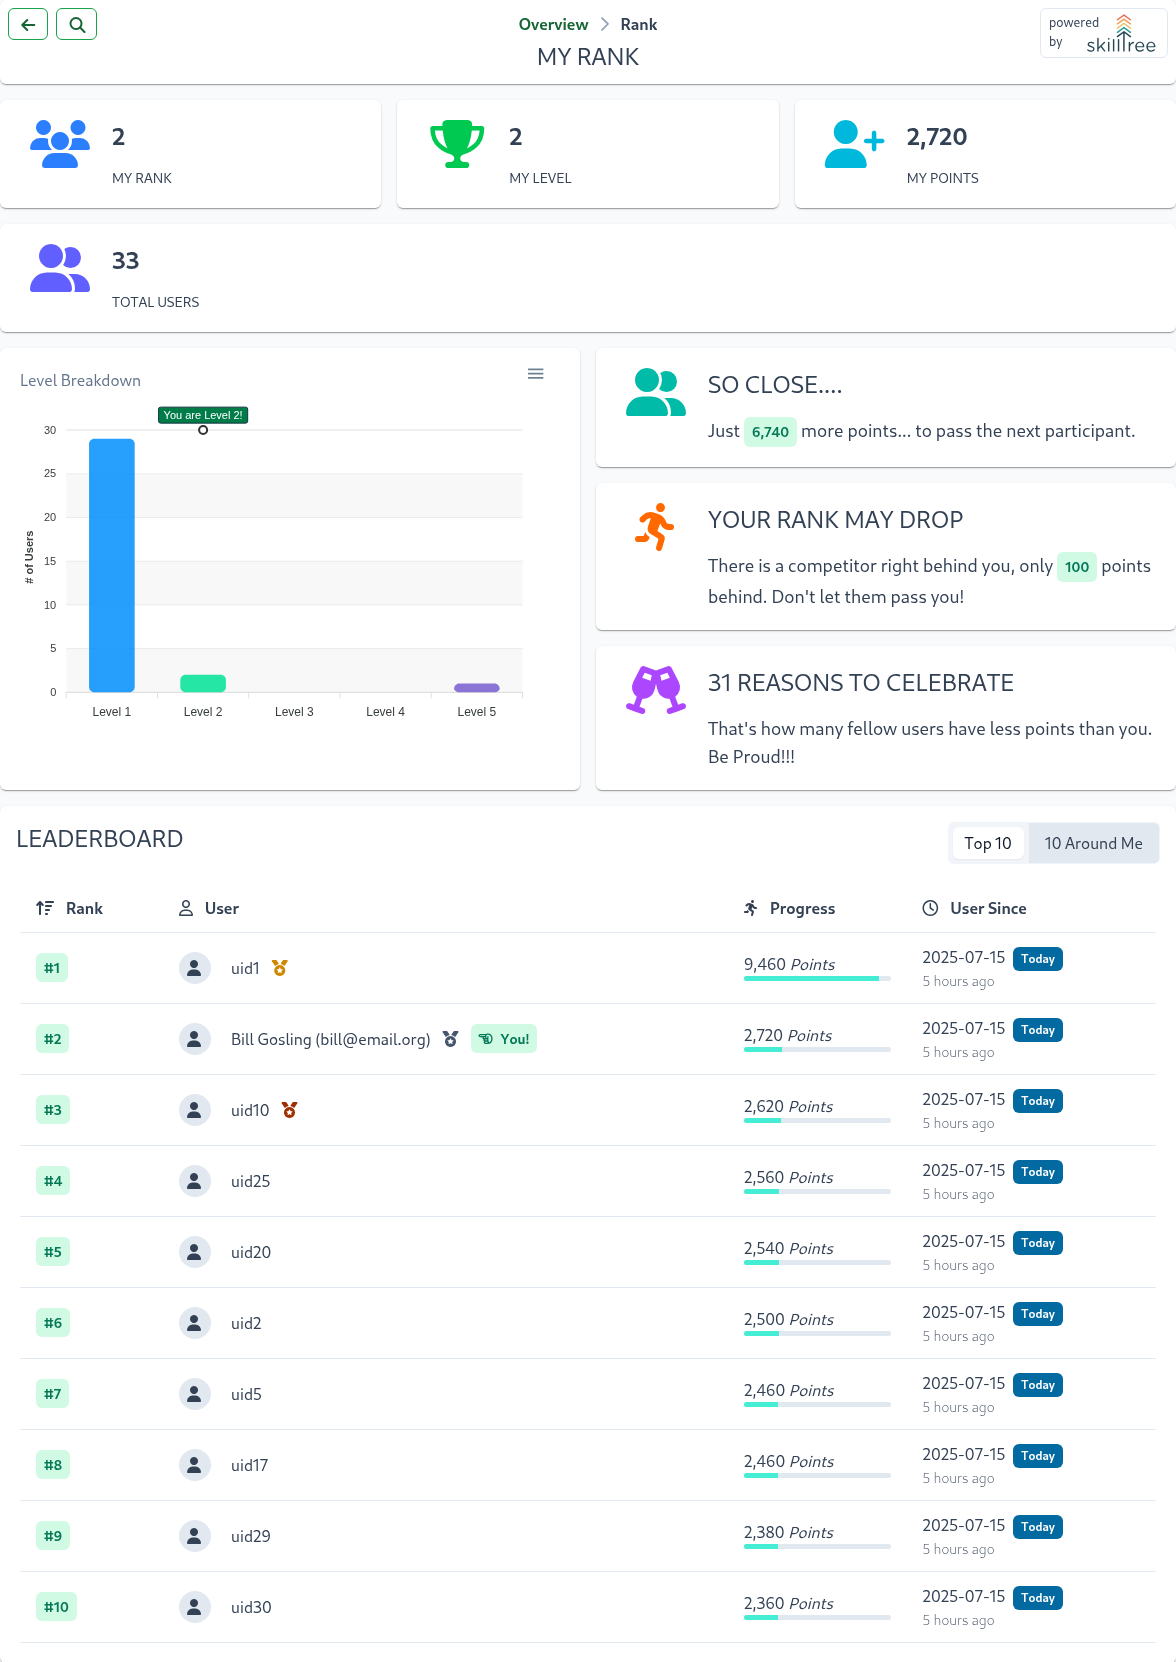 Overview > Rank
MY RANK
powered
by
skilltree
2
MY RANK
2
MY LEVEL
2,720
MY POINTS
33
TOTAL USERS
Level Breakdown
You are Level 2!
30
25
20
15
10
5
0
# of Users
Level 1 Level 2 Level 3 Level 4 Level 5
SO CLOSE....
Just 6,740 more points... to pass the next participant.
YOUR RANK MAY DROP
There is a competitor right behind you, only 100 points
behind. Don't let them pass you!
31 REASONS TO CELEBRATE
That's how many fellow users have less points than you.
Be Proud!!!
LEADERBOARD
Top 10 10 Around Me
Rank User Progress User Since
#1 uid1 9,460 Points 2025-07-15 Today
5 hours ago
#2 Bill Gosling (bill@email.org) You! 2,720 Points 2025-07-15 Today
5 hours ago
#3 uid10 2,620 Points 2025-07-15 Today
5 hours ago
#4 uid25 2,560 Points 2025-07-15 Today
5 hours ago
#5 uid20 2,540 Points 2025-07-15 Today
5 hours ago
#6 uid2 2,500 Points 2025-07-15 Today
5 hours ago
#7 uid5 2,460 Points 2025-07-15 Today
5 hours ago
#8 uid17 2,460 Points 2025-07-15 Today
5 hours ago
#9 uid29 2,380 Points 2025-07-15 Today
5 hours ago
#10 uid30 2,360 Points 2025-07-15 Today
5 hours ago